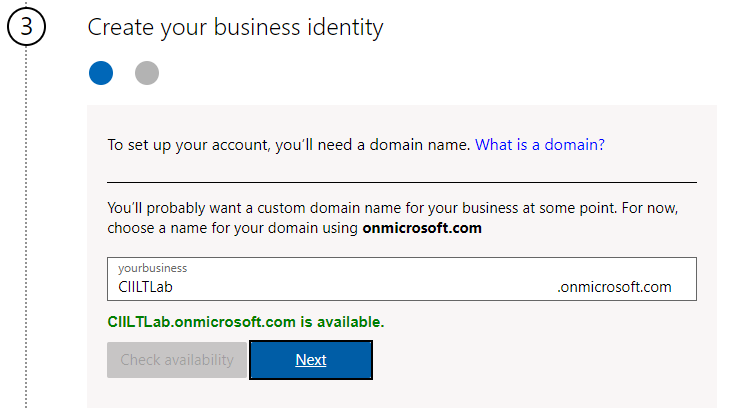 3
Create your business identity
To set up your account, you'll need a domain name. What is a domain?
You'll probably want a custom domain name for your business at some point. For now,
choose a name for your domain using onmicrosoft.com
yourbusiness
CIILTLab .onmicrosoft.com
CIILTLab.onmicrosoft.com is available.
Check availability Next